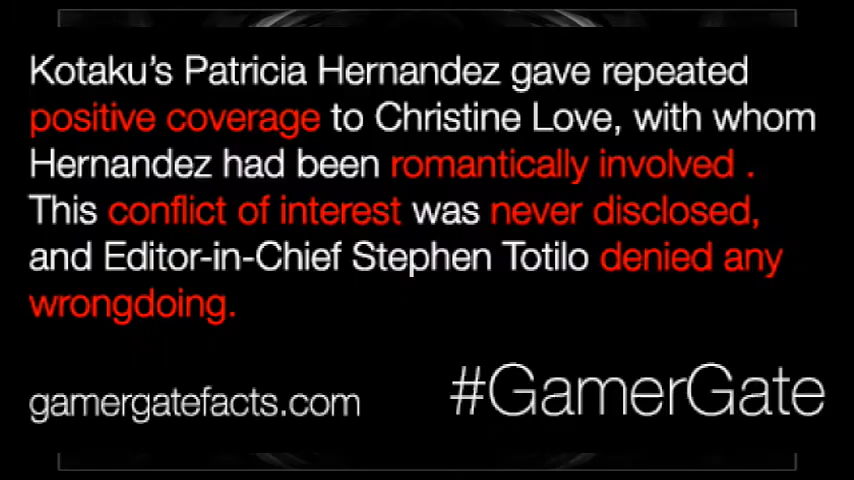 Kotaku's Patricia Hernandez gave repeated
positive coverage to Christine Love, with whom
Hernandez had been romantically involved .
This conflict of interest was never disclosed,
and Editor-in-Chief Stephen Totilo denied any
wrongdoing.
gamergatefacts.com
#GamerGate